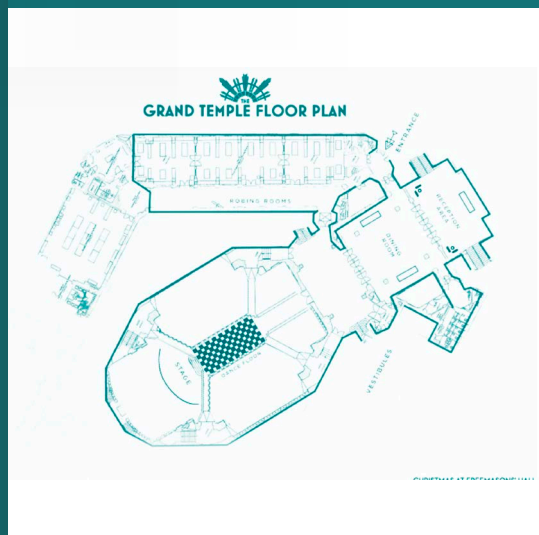 THE
GRAND TEMPLE FLOOR PLAN
ENTRANCE
ROBING ROOMS
RECEPTION
AREA
DINING
ROOM
STAGE
DANCE FLOOR
VESTIBULES
CHRISTMAS AT FREEMASONS' HALL